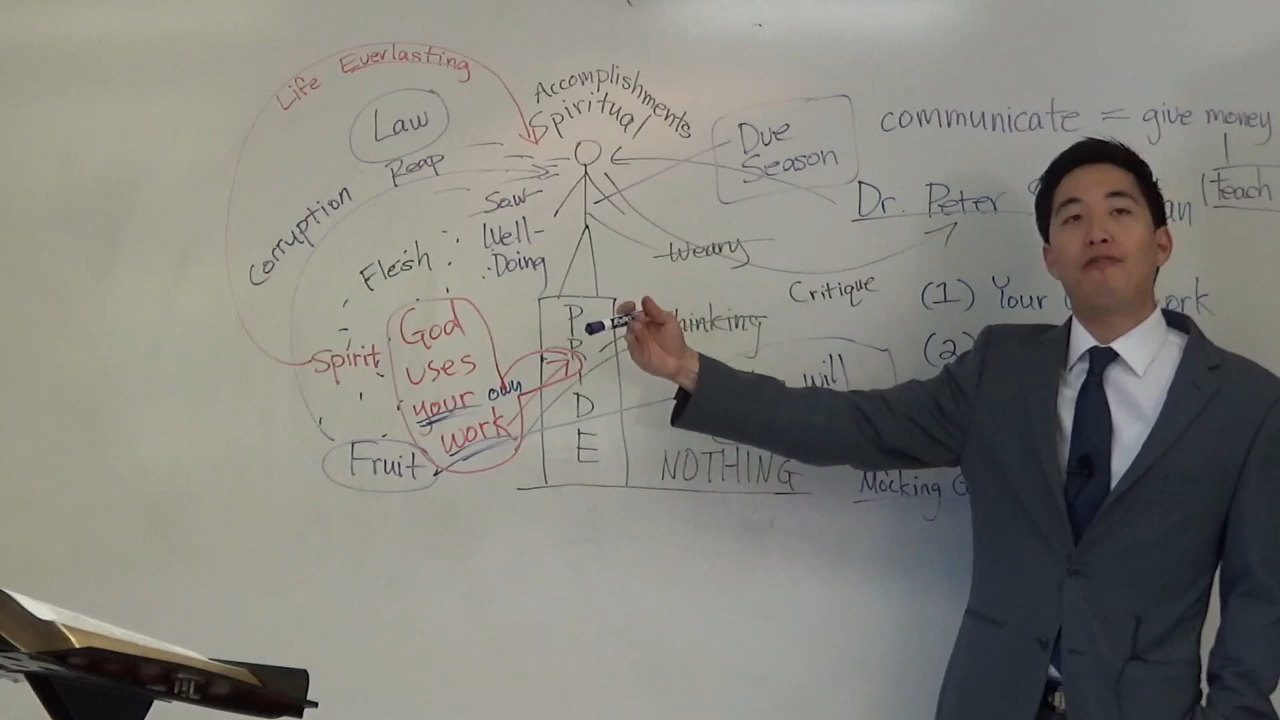 Life Everlasting
Accomplishments
Spiritual
Law
Reap
Corruption
Flesh
Sow
Well-
Doing
Due
Season
communicate = give money
teach
Dr. Peter
Weary
Critique
(1) Your
(2)
God
uses
your own
work
Spirit
Fruit
P
R
I
D
E
will
NOTHING
Mocking